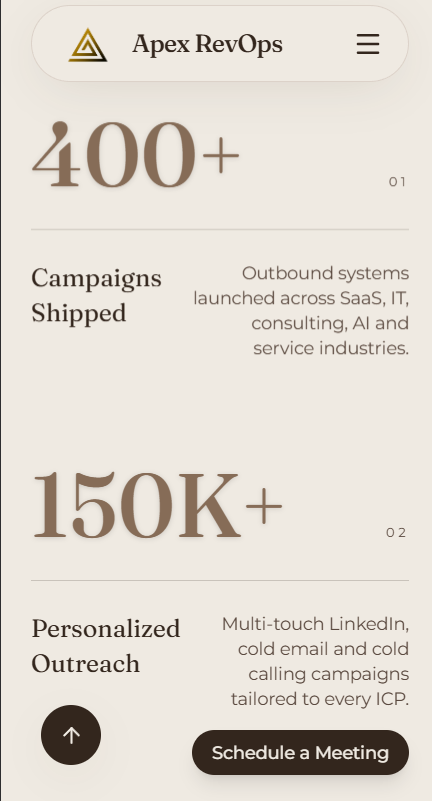 Apex RevOps
400+
01
Campaigns
Shipped
Outbound systems
launched across SaaS, IT,
consulting, AI and
service industries.
150K+
02
Personalized
Outreach
Multi-touch LinkedIn,
cold email and cold
calling campaigns
tailored to every ICP.
Schedule a Meeting